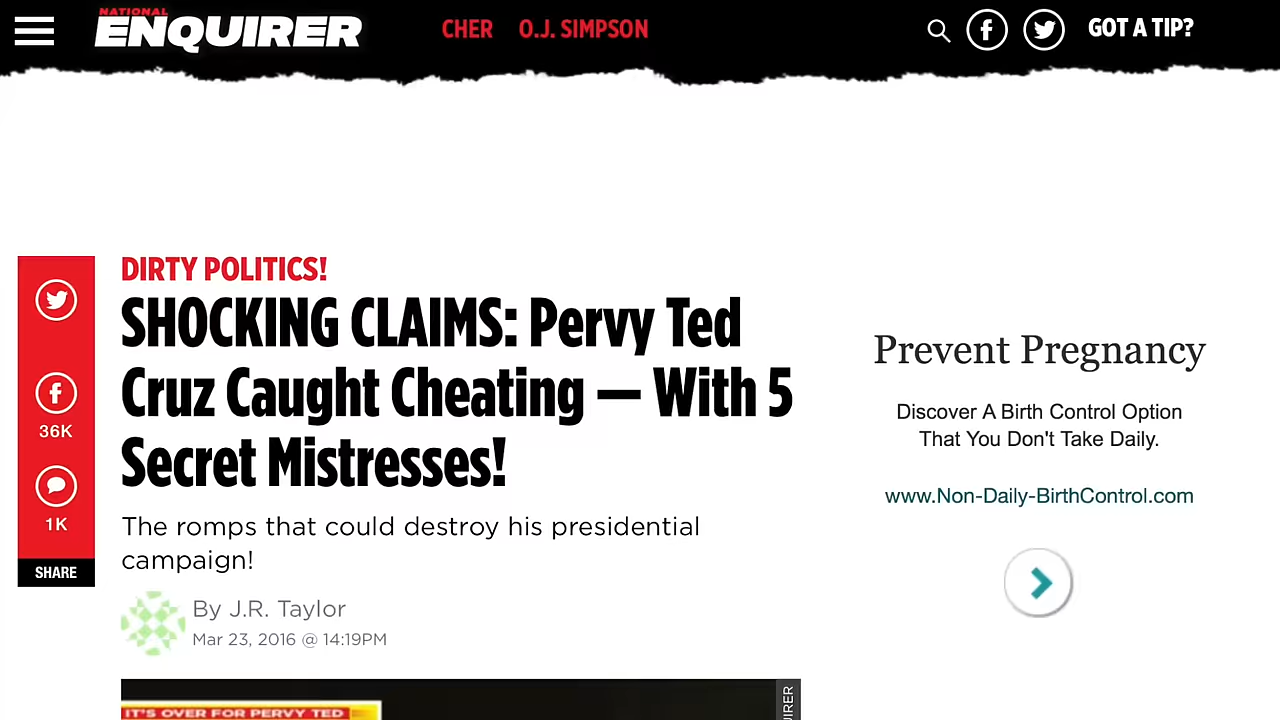 NATIONAL
ENQUIRER
CHER O.J. SIMPSON
GOT A TIP?
DIRTY POLITICS!
SHOCKING CLAIMS: Pervy Ted
Cruz Caught Cheating — With 5
Secret Mistresses!
The romps that could destroy his presidential
campaign!
By J.R. Taylor
Mar 23, 2016 @ 14:19PM
36K
1K
SHARE
Prevent Pregnancy
Discover A Birth Control Option
That You Don't Take Daily.
www.Non-Daily-BirthControl.com
IT'S OVER FOR PERVY TED